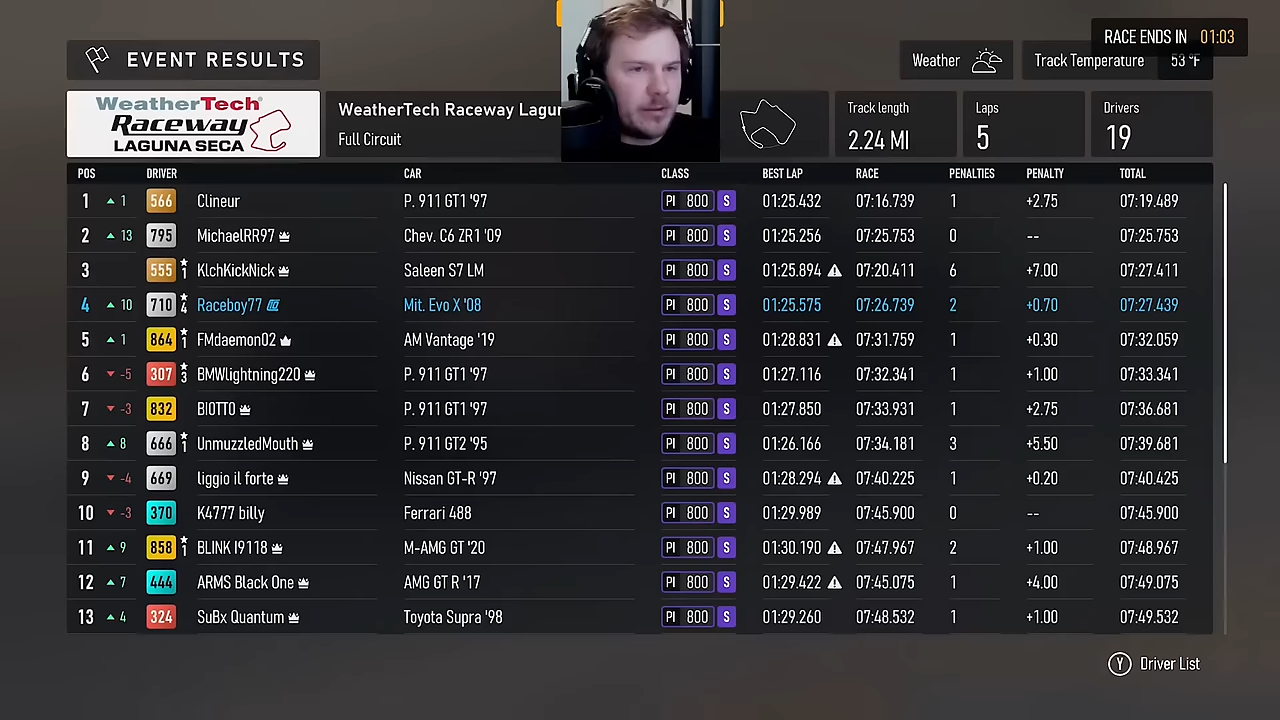 RACE ENDS IN 01:03
EVENT RESULTS
Weather
Track Temperature 53 °F
WeatherTech®
Raceway
LAGUNA SECA
WeatherTech Raceway Lagu
Full Circuit
Track length
2.24 MI
Laps
5
Drivers
19
POS DRIVER CAR CLASS BEST LAP RACE PENALTIES PENALTY TOTAL
1 1 566 Clineur P. 911 GT1 '97 PI 800 S 01:25.432 07:16.739 1 +2.75 07:19.489
2 13 795 MichaelRR97 Chev. C6 ZR1 '09 PI 800 S 01:25.256 07:25.753 0 -- 07:25.753
3 555 1 KlchKickNick Saleen S7 LM PI 800 S 01:25.894 07:20.411 6 +7.00 07:27.411
4 10 710 4 Raceboy77 Mit. Evo X '08 PI 800 S 01:25.575 07:26.739 2 +0.70 07:27.439
5 1 864 1 FMdaemon02 AM Vantage '19 PI 800 S 01:28.831 07:31.759 1 +0.30 07:32.059
6 -5 307 3 BMWlightning220 P. 911 GT1 '97 PI 800 S 01:27.116 07:32.341 1 +1.00 07:33.341
7 -3 832 BIOTTO P. 911 GT1 '97 PI 800 S 01:27.850 07:33.931 1 +2.75 07:36.681
8 8 666 1 UnmuzzledMouth P. 911 GT2 '95 PI 800 S 01:26.166 07:34.181 3 +5.50 07:39.681
9 -4 669 liggio il forte Nissan GT-R '97 PI 800 S 01:28.294 07:40.225 1 +0.20 07:40.425
10 -3 370 K4777 billy Ferrari 488 PI 800 S 01:29.989 07:45.900 0 -- 07:45.900
11 9 858 1 BLINK I9118 M-AMG GT '20 PI 800 S 01:30.190 07:47.967 2 +1.00 07:48.967
12 7 444 ARMS Black One AMG GT R '17 PI 800 S 01:29.422 07:45.075 1 +4.00 07:49.075
13 4 324 SuBx Quantum Toyota Supra '98 PI 800 S 01:29.260 07:48.532 1 +1.00 07:49.532
Y Driver List